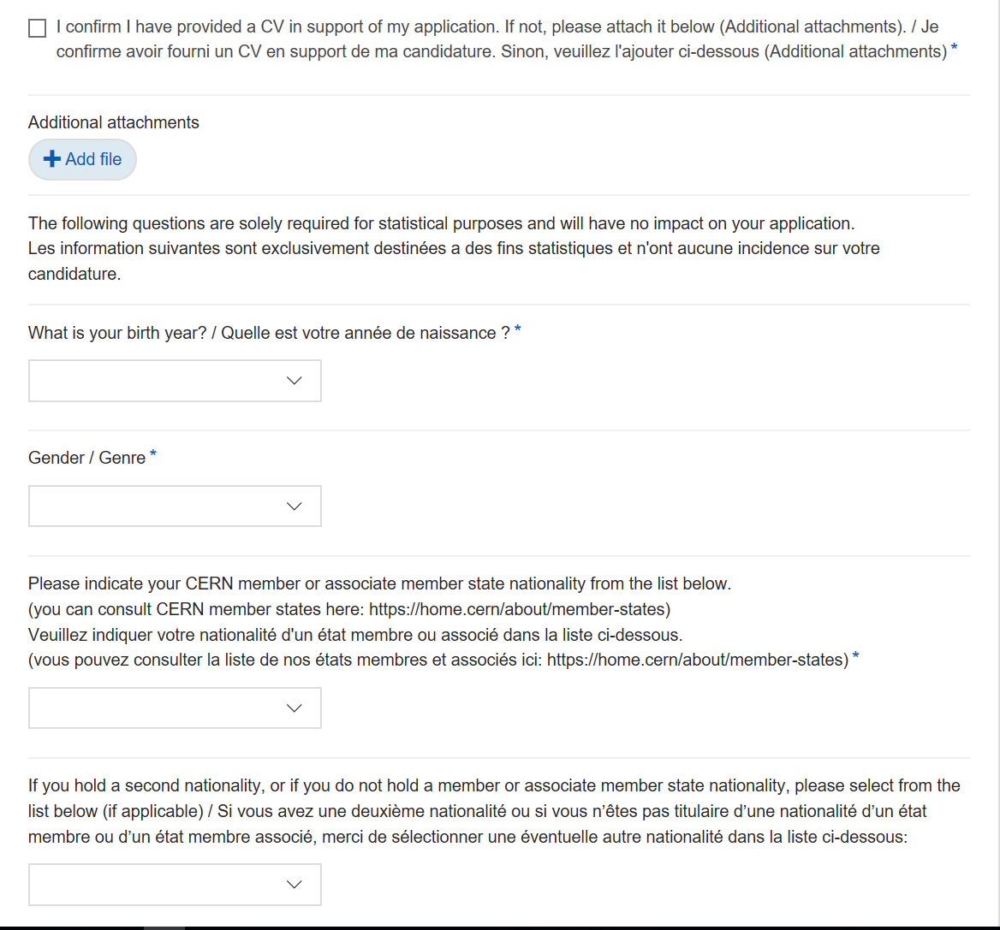 I confirm I have provided a CV in support of my application. If not, please attach it below (Additional attachments). / Je
confirme avoir fourni un CV en support de ma candidature. Sinon, veuillez l'ajouter ci-dessous (Additional attachments) *
Additional attachments
Add file
The following questions are solely required for statistical purposes and will have no impact on your application.
Les information suivantes sont exclusivement destinées a des fins statistiques et n'ont aucune incidence sur votre
candidature.
What is your birth year? / Quelle est votre année de naissance ? *
Gender / Genre *
Please indicate your CERN member or associate member state nationality from the list below.
(you can consult CERN member states here: https://home.cern/about/member-states)
Veuillez indiquer votre nationalité d'un état membre ou associé dans la liste ci-dessous.
(vous pouvez consulter la liste de nos états membres et associés ici: https://home.cern/about/member-states) *
If you hold a second nationality, or if you do not hold a member or associate member state nationality, please select from the
list below (if applicable) / Si vous avez une deuxième nationalité ou si vous n’êtes pas titulaire d’une nationalité d’un état
membre ou d’un état membre associé, merci de sélectionner une éventuelle autre nationalité dans la liste ci-dessous: